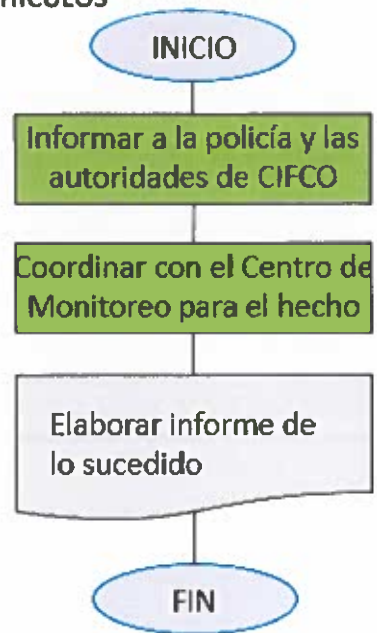 INICIO
Informar a la policía y las
autoridades de CIFCO
Coordinar con el Centro de
Monitoreo para el hecho
Elaborar informe de
lo sucedido
FIN